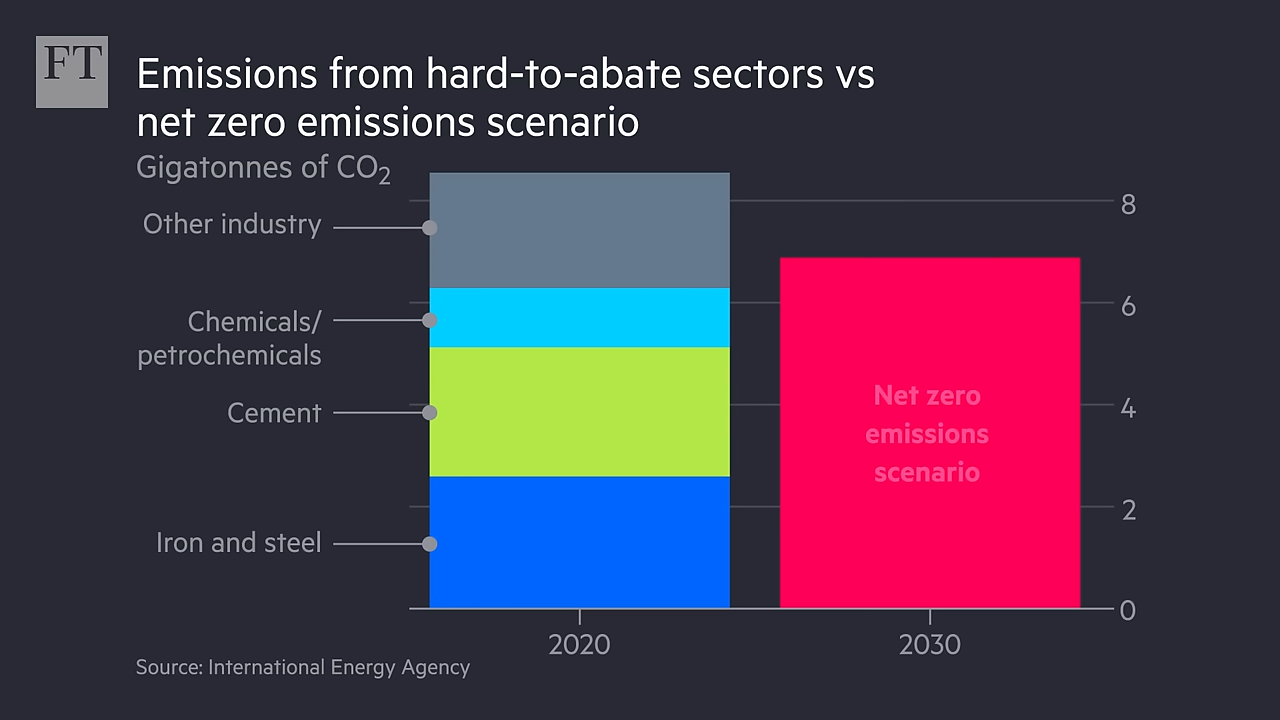 FT
Emissions from hard-to-abate sectors vs
net zero emissions scenario
Gigatonnes of CO₂
Other industry
Chemicals/
petrochemicals
Cement
Iron and steel
8
6
4
2
0
Net zero
emissions
scenario
2020
2030
Source: International Energy Agency